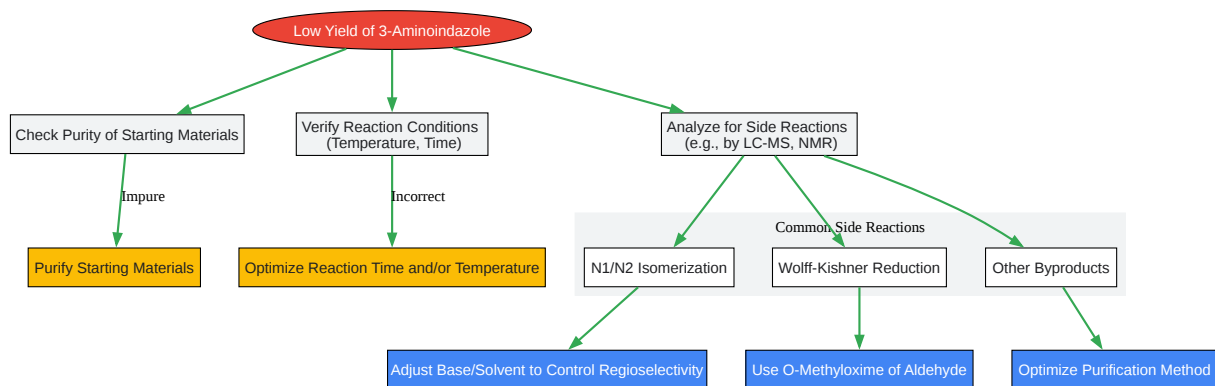 Low Yield of 3-Aminoindazole
Check Purity of Starting Materials
Verify Reaction Conditions
(Temperature, Time)
Analyze for Side Reactions
(e.g., by LC-MS, NMR)
Impure
Incorrect
Common Side Reactions
Purify Starting Materials
Optimize Reaction Time and/or Temperature
N1/N2 Isomerization
Wolff-Kishner Reduction
Other Byproducts
Adjust Base/Solvent to Control Regioselectivity
Use O-Methyloxime of Aldehyde
Optimize Purification Method